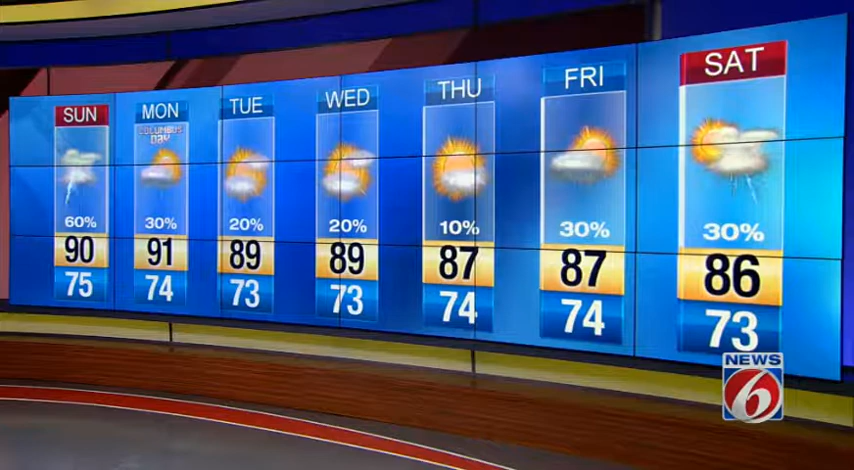 SUN
COLUMBUS
DAY
60%
90
75
MON
30%
91
74
TUE
20%
89
73
WED
20%
89
73
THU
10%
87
74
FRI
30%
87
74
SAT
30%
86
73
NEWS
6